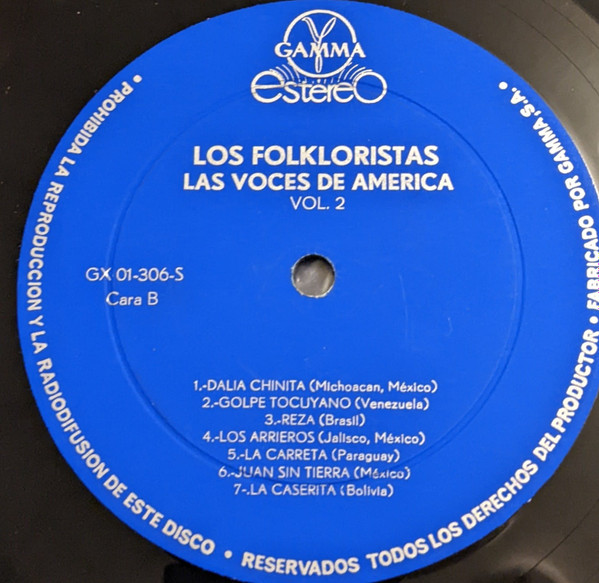 GAMMA
estereo
LOS FOLKLORISTAS
LAS VOCES DE AMERICA
VOL. 2
GX 01-306-S
Cara B
1.-DALIA CHINITA (Michoacan, México)
2.-GOLPE TOCUYANO (Venezuela)
3.-REZA (Brasil)
4.-LOS ARRIEROS (Jalisco, México)
5.-LA CARRETA (Paraguay)
6.-JUAN SIN TIERRA (México)
7-.LA CASERITA (Bolivia)
• PROHIBIDA LA REPRODUCCION Y LA RADIODIFUSION DE ESTE DISCO • RESERVADOS TODOS LOS DERECHOS DEL PRODUCTOR • FABRICADO POR GAMMA, S.A. •